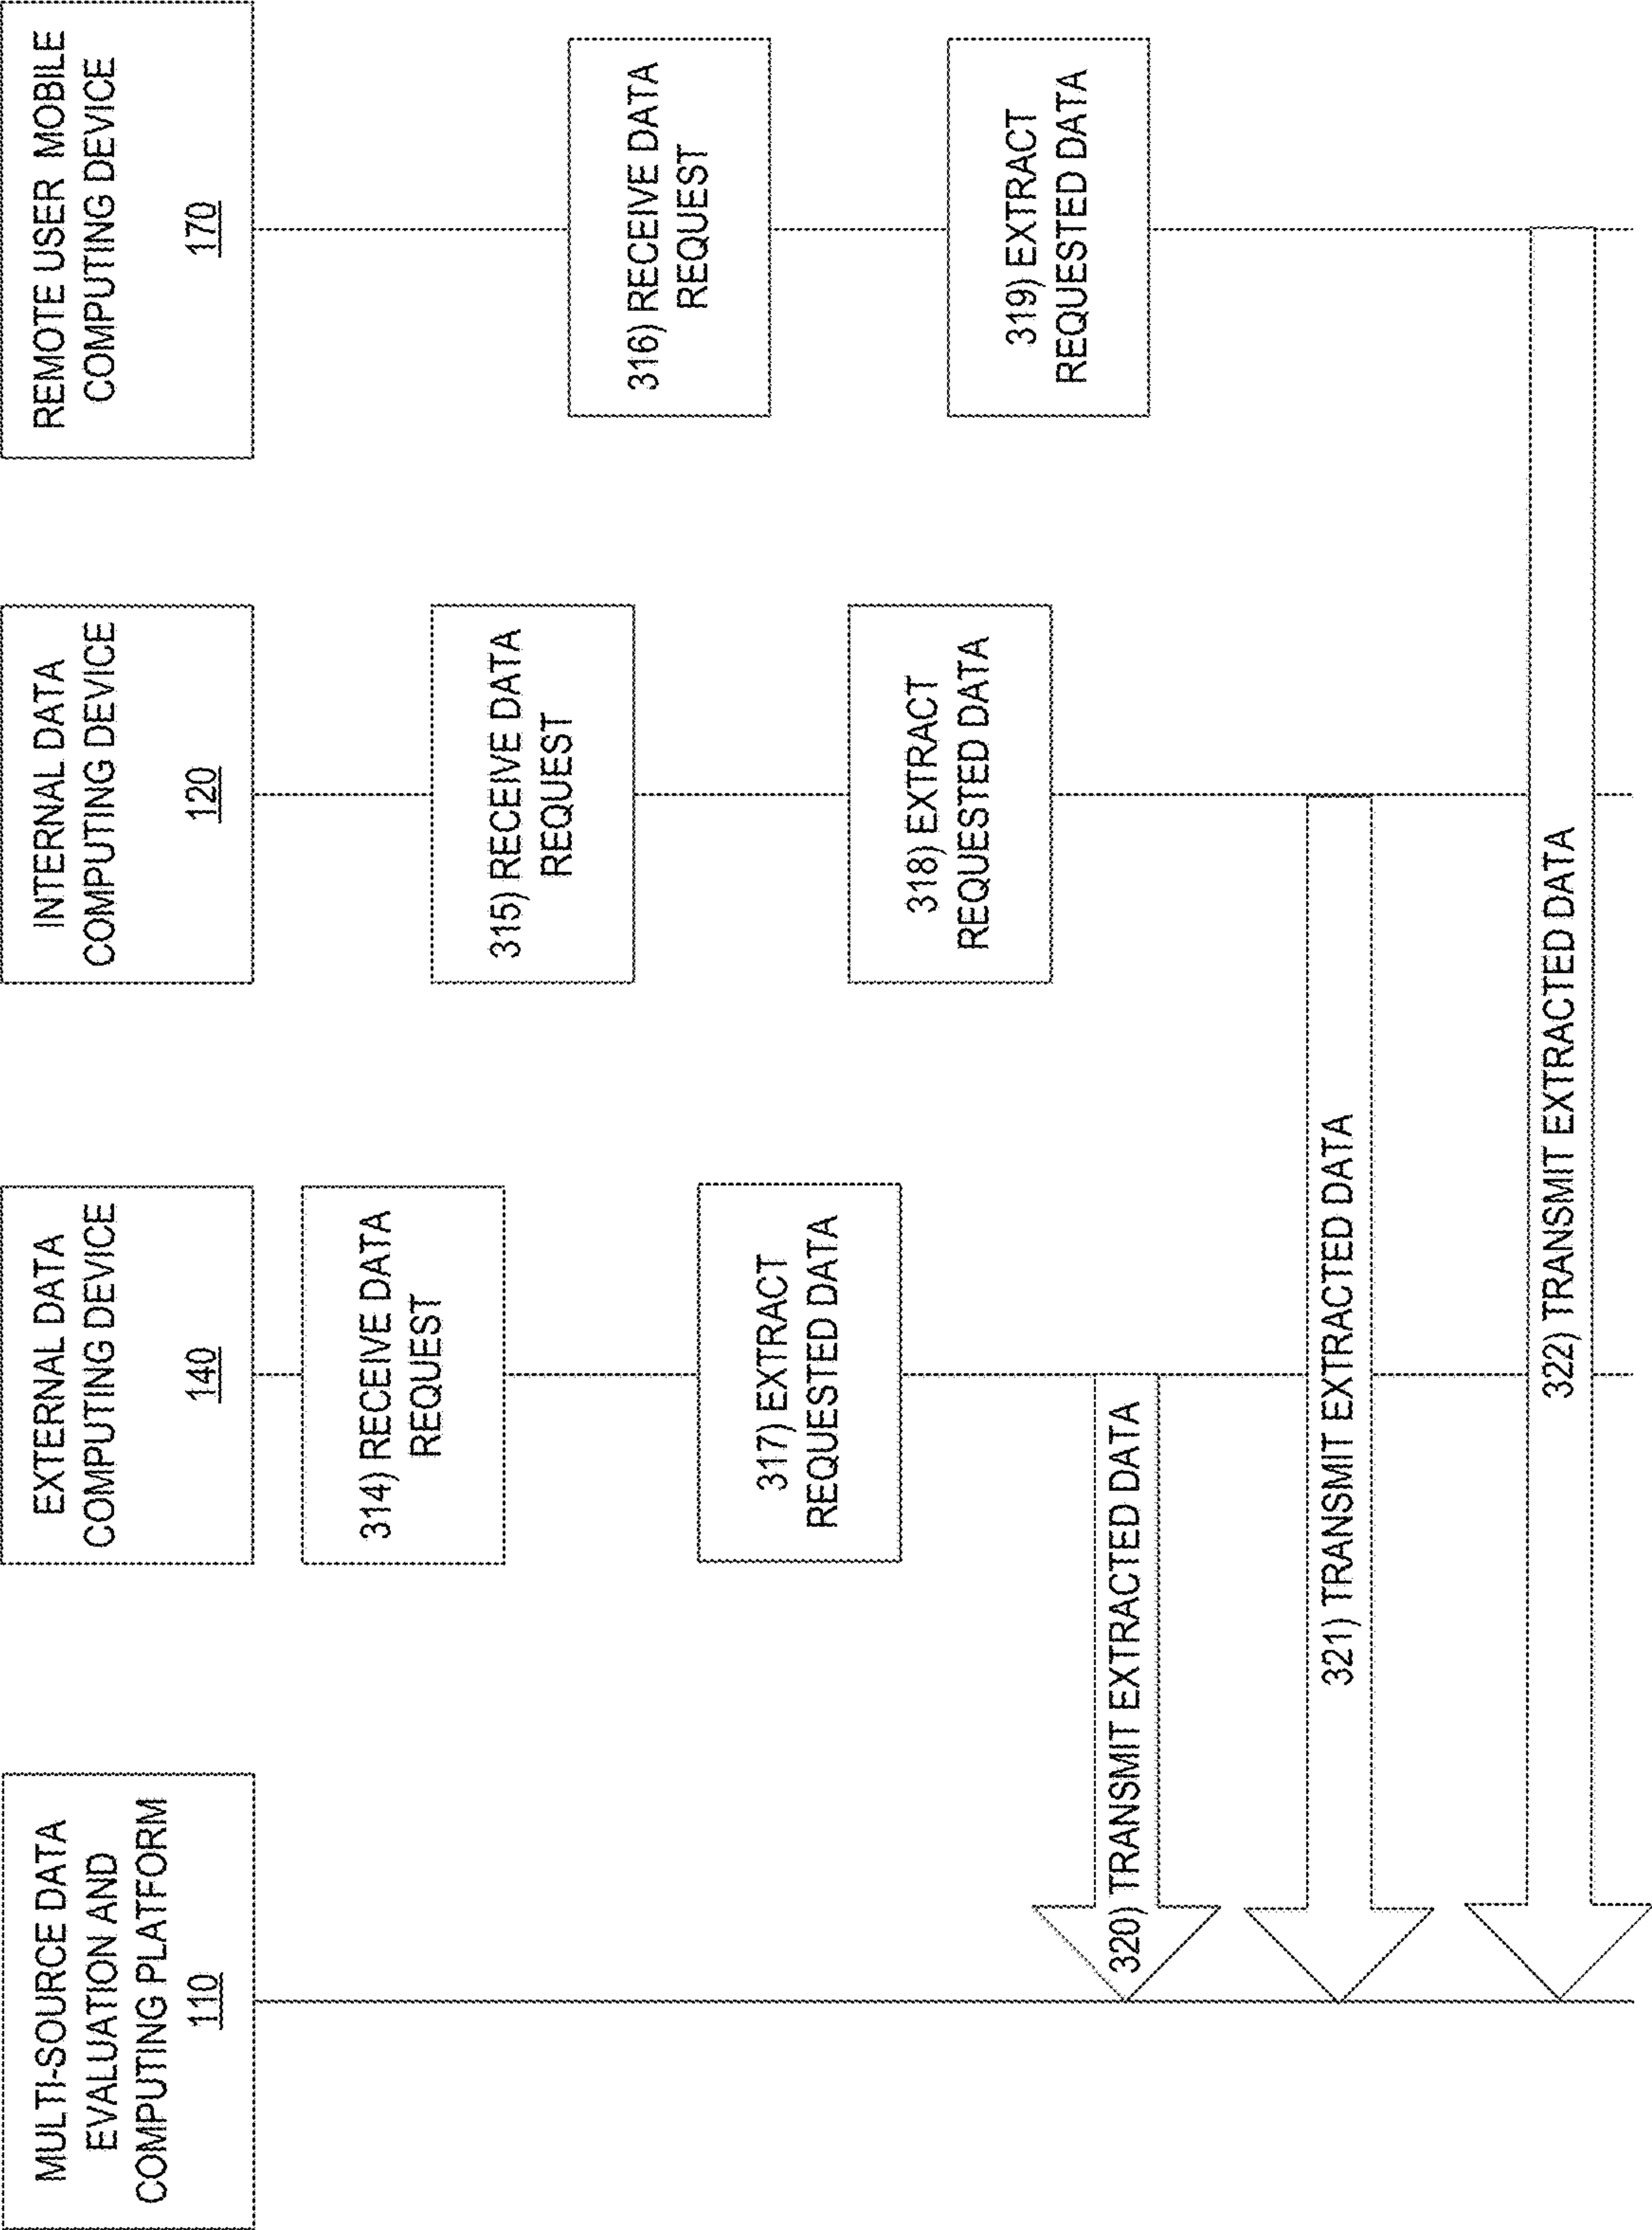 MULTI-SOURCE DATA
EVALUATION AND
COMPUTING PLATFORM
110
EXTERNAL DATA
COMPUTING DEVICE
140
INTERNAL DATA
COMPUTING DEVICE
120
REMOTE USER MOBILE
COMPUTING DEVICE
170
314) RECEIVE DATA
REQUEST
315) RECEIVE DATA
REQUEST
316) RECEIVE DATA
REQUEST
317) EXTRACT
REQUESTED DATA
318) EXTRACT
REQUESTED DATA
319) EXTRACT
REQUESTED DATA
320) TRANSMIT EXTRACTED DATA
321) TRANSMIT EXTRACTED DATA
322) TRANSMIT EXTRACTED DATA